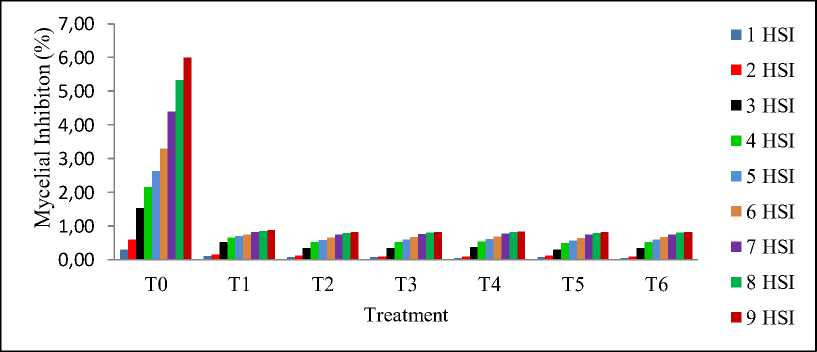 7,00
6,00
5,00
4,00
3,00
2,00
1,00
0,00
Mycelial Inhibiton (%)
T0 T1 T2 T3 T4 T5 T6
Treatment
1 HSI
2 HSI
3 HSI
4 HSI
5 HSI
6 HSI
7 HSI
8 HSI
9 HSI